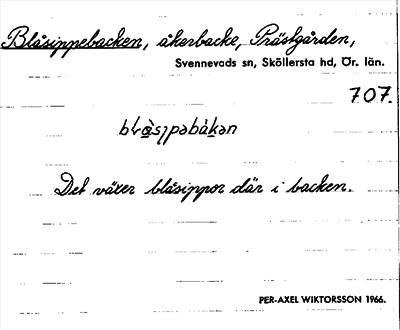 Blåsippebacken, åkerbacke, Prästgården,
Svennevads sn, Sköllersta hd, Ör. län.
707.
Det växer blåsippor där i backen.
PER-AXEL WIKTORSSON 1966.